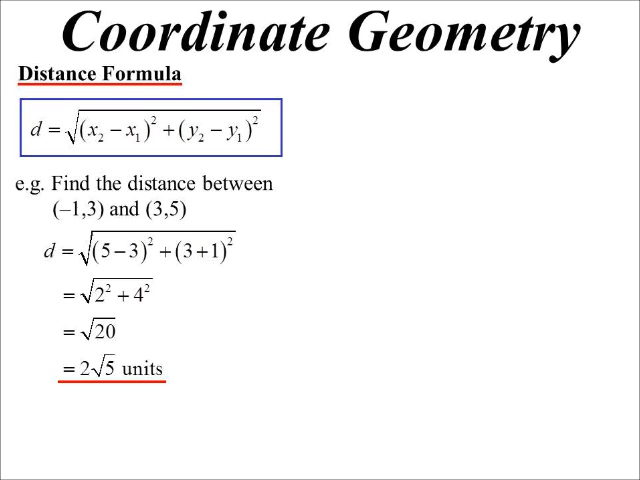 Coordinate Geometry
Distance Formula
d = √((x₂ − x₁)² + (y₂ − y₁)²)
e.g. Find the distance between
(–1,3) and (3,5)
d = √((5 − 3)² + (3 + 1)²)
= √(2² + 4²)
= √20
= 2√5 units